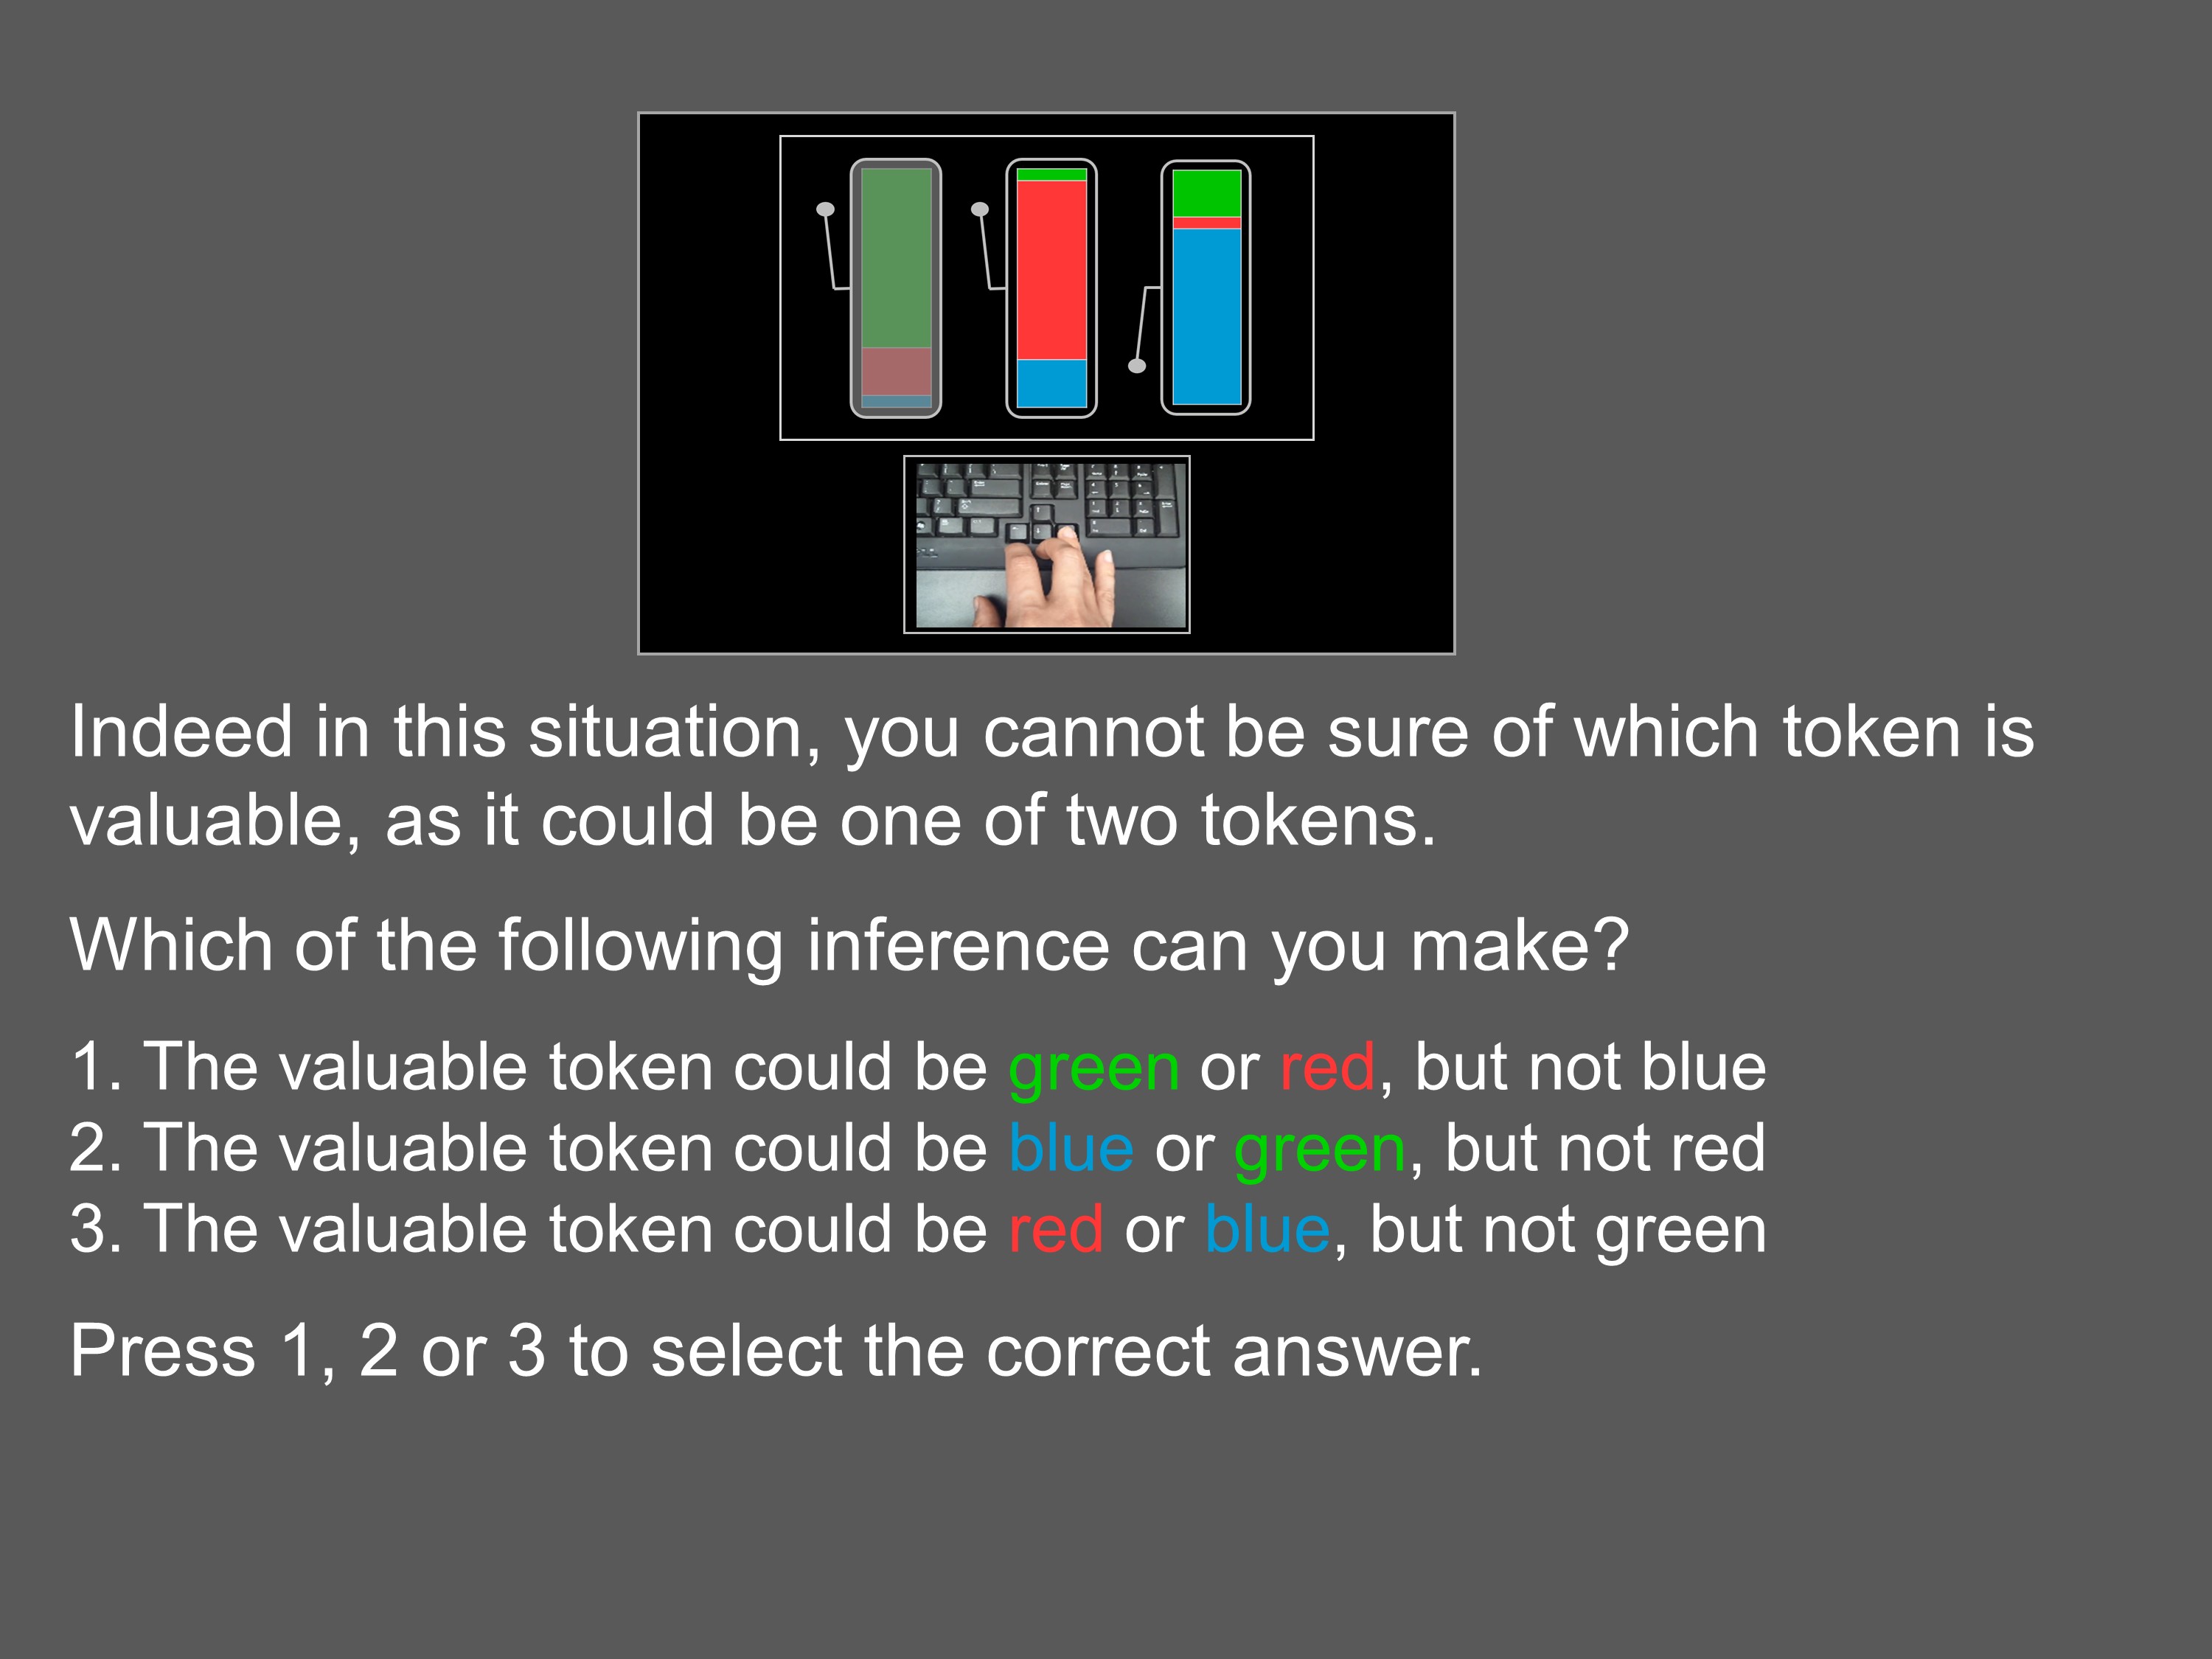 Indeed in this situation, you cannot be sure of which token is
valuable, as it could be one of two tokens.
Which of the following inference can you make?
1. The valuable token could be green or red, but not blue
2. The valuable token could be blue or green, but not red
3. The valuable token could be red or blue, but not green
Press 1, 2 or 3 to select the correct answer.